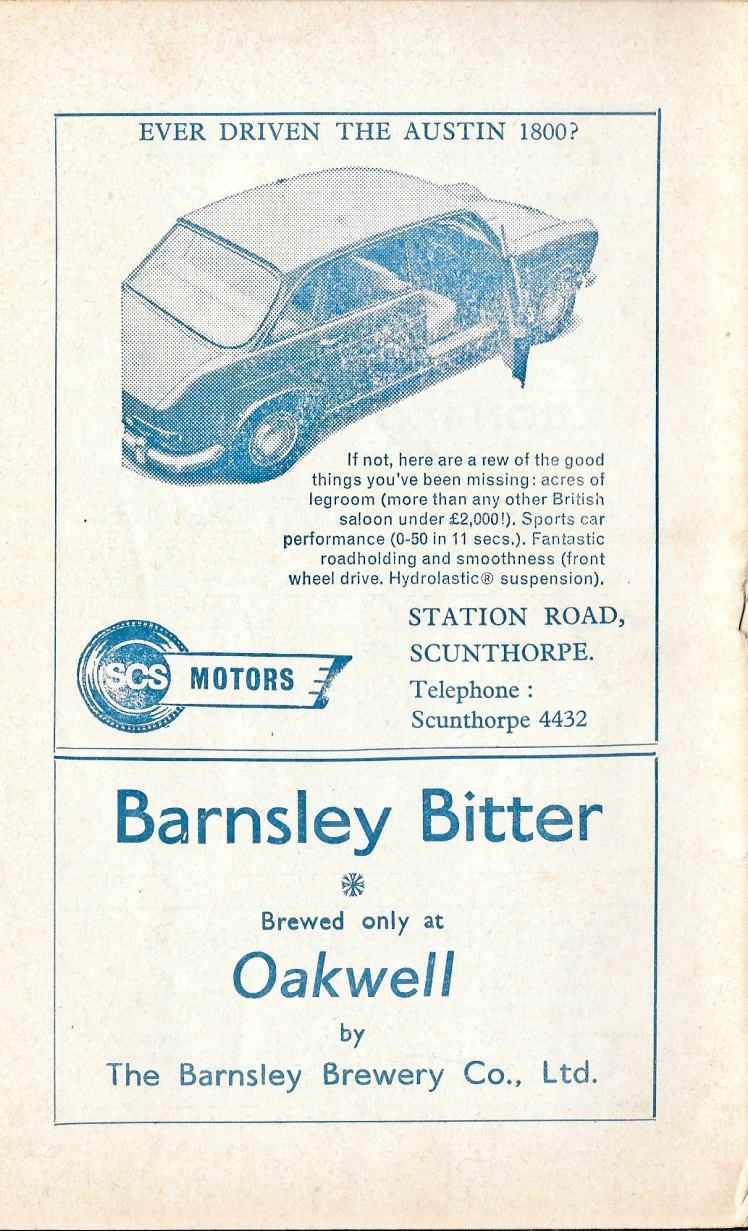 EVER DRIVEN THE AUSTIN 1800?
If not, here are a rew of the good
things you've been missing: acres of
legroom (more than any other British
saloon under £2,000!). Sports car
performance (0-50 in 11 secs.). Fantastic
roadholding and smoothness (front
wheel drive. Hydrolastic® suspension).
SCS MOTORS
STATION ROAD,
SCUNTHORPE.
Telephone :
Scunthorpe 4432
Barnsley Bitter
Brewed only at
Oakwell
by
The Barnsley Brewery Co., Ltd.